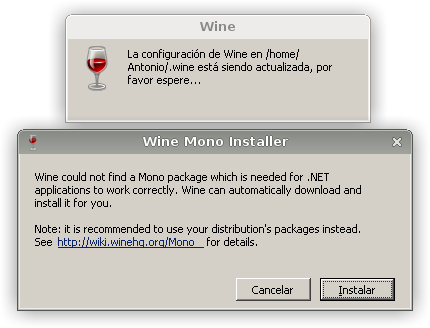 Wine
La configuración de Wine en /home/
Antonio/.wine está siendo actualizada, por
favor espere...
Wine Mono Installer
Wine could not find a Mono package which is needed for .NET
applications to work correctly. Wine can automatically download and
install it for you.
Note: it is recommended to use your distribution's packages instead.
See http://wiki.winehq.org/Mono for details.
Cancelar
Instalar